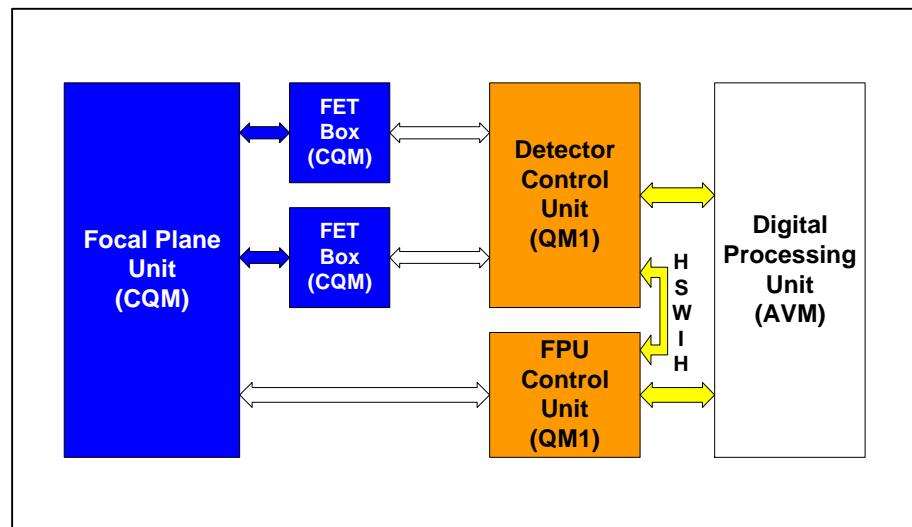 Focal Plane
Unit
(CQM)
FET
Box
(CQM)
FET
Box
(CQM)
Detector
Control
Unit
(QM1)
FPU
Control
Unit
(QM1)
H
S
W
I
H
Digital
Processing
Unit
(AVM)